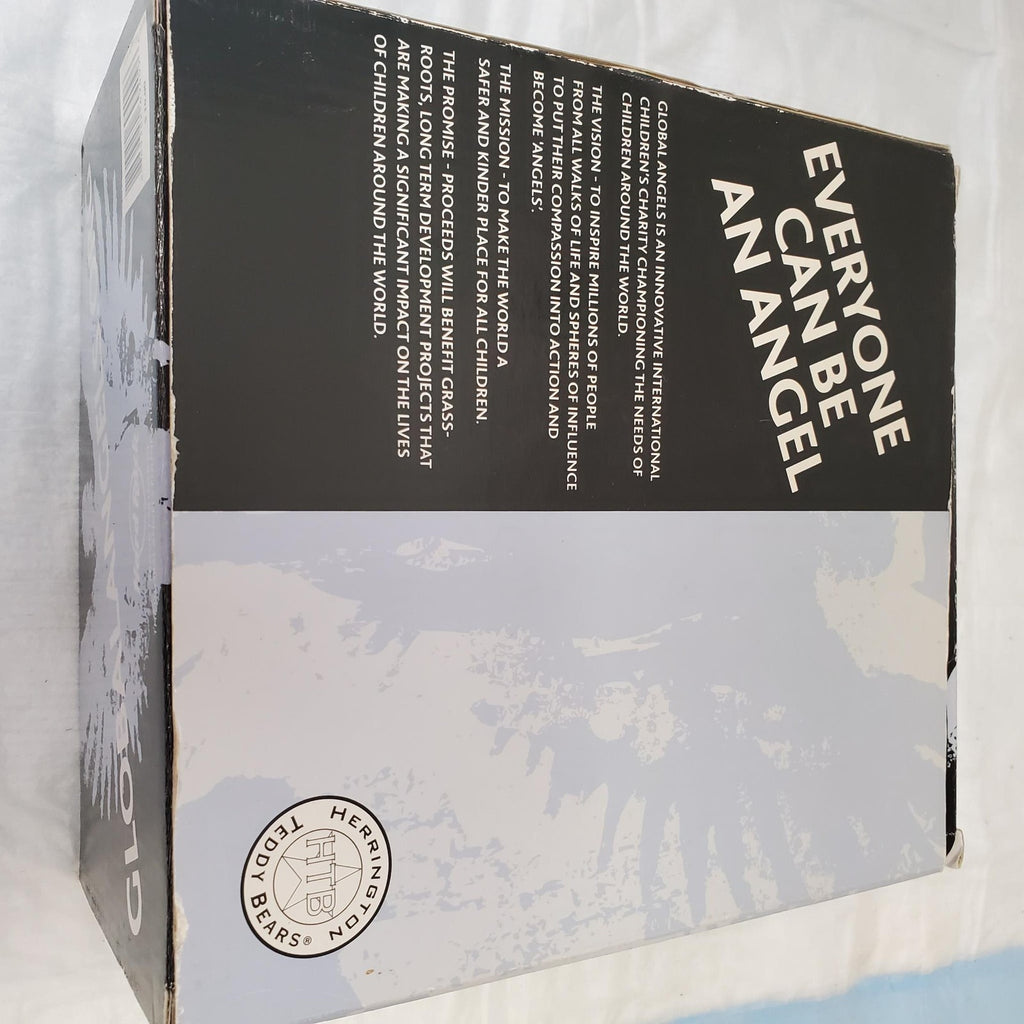 EVERYONE
CAN BE
AN ANGEL
GLOBAL ANGELS IS AN INNOVATIVE INTERNATIONAL
CHILDREN'S CHARITY CHAMPIONING THE NEEDS OF
CHILDREN AROUND THE WORLD.
THE VISION - TO INSPIRE MILLIONS OF PEOPLE
FROM ALL WALKS OF LIFE AND SPHERES OF INFLUENCE
TO PUT THEIR COMPASSION INTO ACTION AND
BECOME 'ANGELS'.
THE MISSION - TO MAKE THE WORLD A
SAFER AND KINDER PLACE FOR ALL CHILDREN.
THE PROMISE - PROCEEDS WILL BENEFIT GRASS-
ROOTS, LONG TERM DEVELOPMENT PROJECTS THAT
ARE MAKING A SIGNIFICANT IMPACT ON THE LIVES
OF CHILDREN AROUND THE WORLD.
HERRINGTON
HTB
TEDDY BEARS®